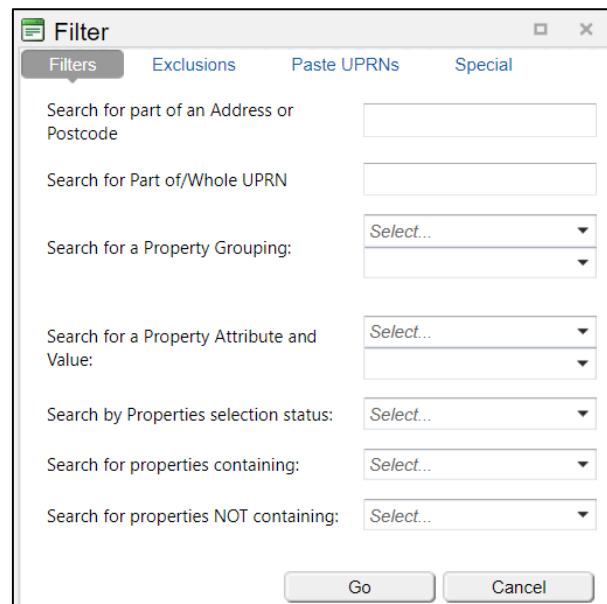 Filter
Filters Exclusions Paste UPRNs Special
Search for part of an Address or
Postcode
Search for Part of/Whole UPRN
Select...
Search for a Property Grouping:
Select...
Search for a Property Attribute and
Value:
Search by Properties selection status: Select...
Search for properties containing: Select...
Search for properties NOT containing: Select...
Go Cancel